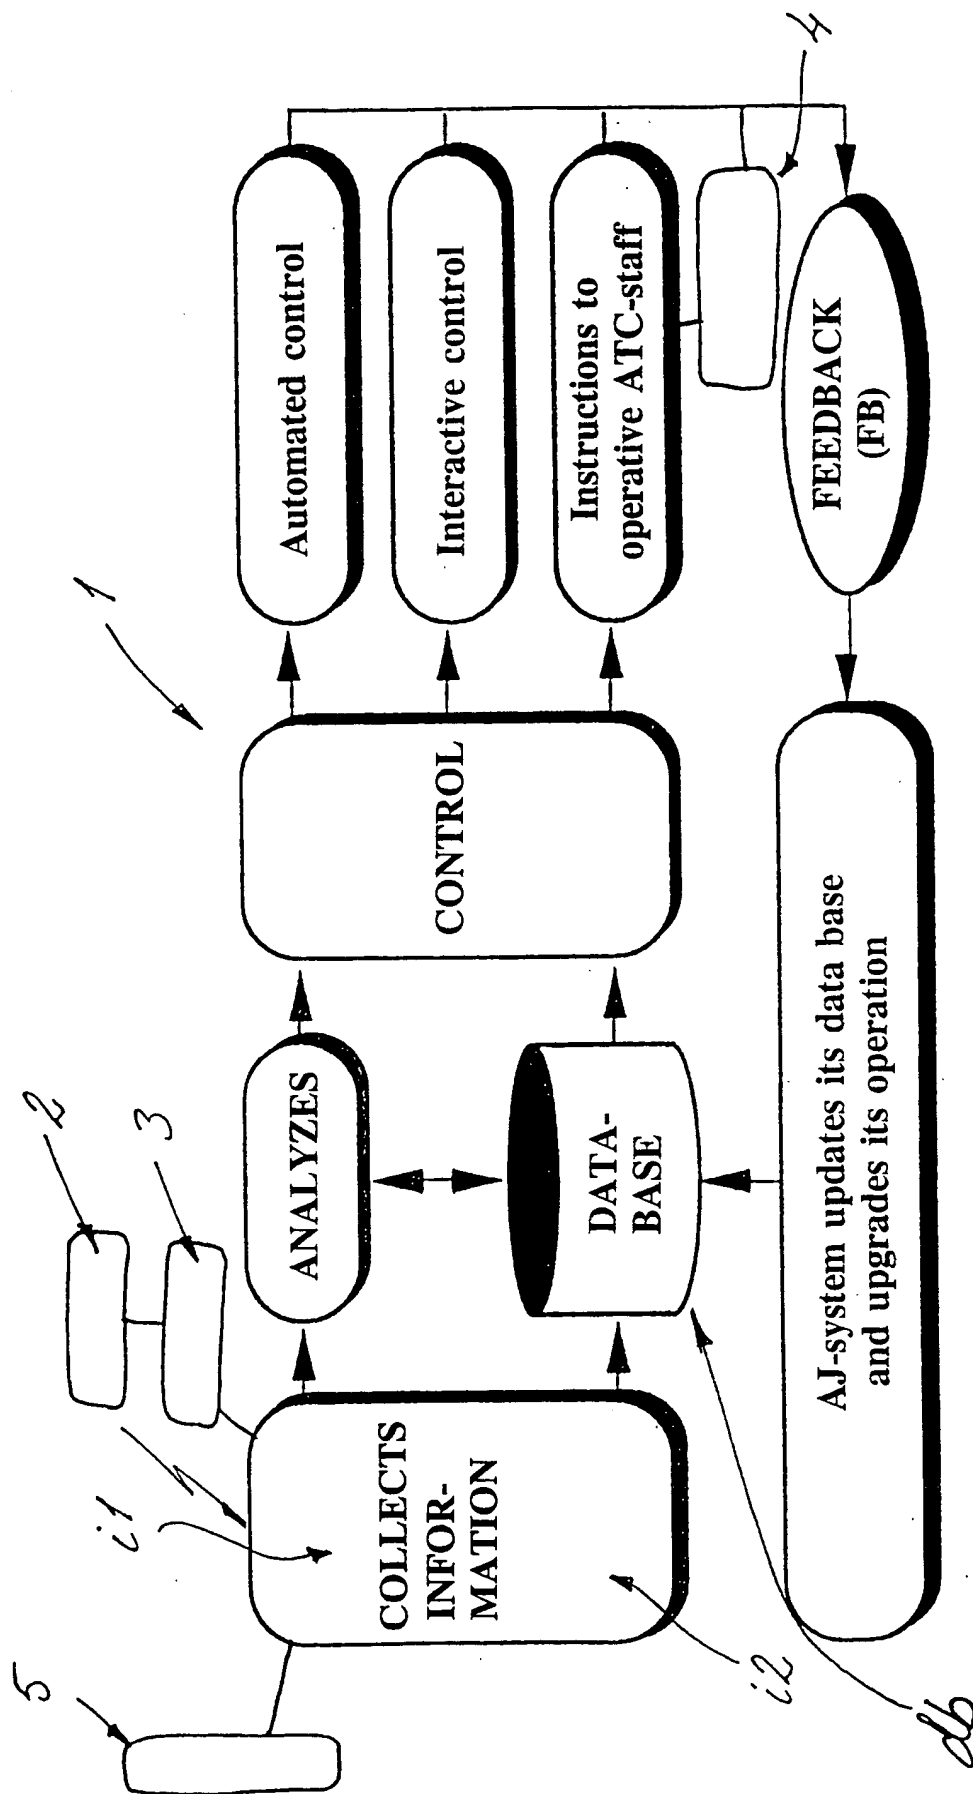 1
2
3
5
i1
i2
db
4
COLLECTS
INFOR-
MATION
ANALYZES
DATA-
BASE
CONTROL
Automated control
Interactive control
Instructions to
operative ATC-staff
FEEDBACK
(FB)
AJ-system updates its data base
and upgrades its operation